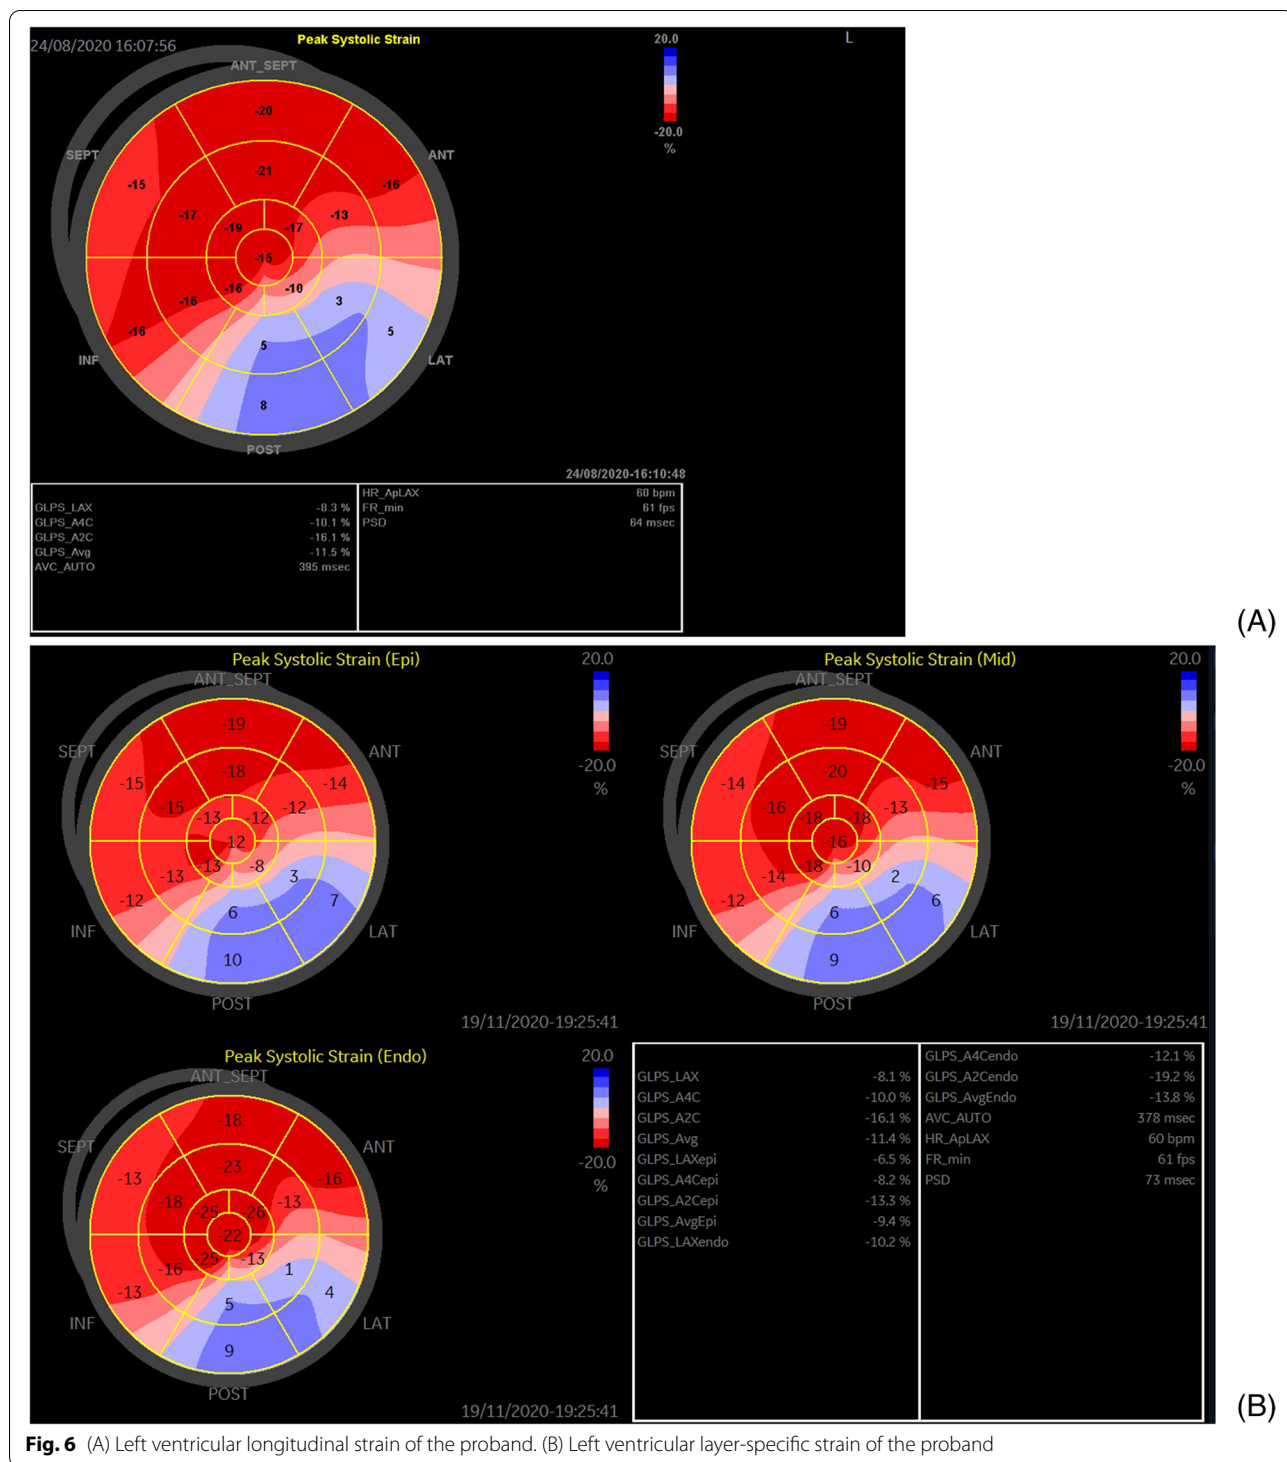 24/08/2020 16:07:56
Peak Systolic Strain
20.0
L
ANT_SEPT
-20
-20.0
%
SEPT
ANT
-21
-15
-16
-17
-13
-19
-17
-15
-16
-10
-16
3
-16
5
5
INF
LAT
8
POST
24/08/2020-16:10:48
GLPS_LAX -8.3 %
GLPS_A4C -10.1 %
GLPS_A2C -16.1 %
GLPS_Avg -11.5 %
AVC_AUTO 395 msec
HR_ApLAX 60 bpm
FR_min 61 fps
PSD 64 msec
(A)
Peak Systolic Strain (Epi)
20.0
ANT_SEPT
-19
SEPT
ANT
-20.0
%
-18
-15
-14
-15
-12
-13
-12
-12
-13
-8
-13
3
-12
7
6
INF
LAT
10
POST
19/11/2020-19:25:41
Peak Systolic Strain (Mid)
20.0
ANT_SEPT
-19
SEPT
ANT
-20.0
%
-20
-14
-15
-16
-13
-18
-18
-16
-18
-10
-14
2
-12
6
6
INF
LAT
9
POST
19/11/2020-19:25:41
Peak Systolic Strain (Endo)
20.0
ANT_SEPT
-18
SEPT
ANT
-20.0
%
-23
-13
-16
-18
-13
-25
-26
-22
-25
-13
-16
1
-13
4
5
INF
LAT
9
POST
19/11/2020-19:25:41
GLPS_LAX -8.1 %
GLPS_A4C -10.0 %
GLPS_A2C -16.1 %
GLPS_Avg -11.4 %
GLPS_LAXepi -6.5 %
GLPS_A4Cepi -8.2 %
GLPS_A2Cepi -13.3 %
GLPS_AvgEpi -9.4 %
GLPS_LAXendo -10.2 %
GLPS_A4Cendo -12.1 %
GLPS_A2Cendo -19.2 %
GLPS_AvgEndo -13.8 %
AVC_AUTO 378 msec
HR_ApLAX 60 bpm
FR_min 61 fps
PSD 73 msec
(B)
Fig. 6 (A) Left ventricular longitudinal strain of the proband. (B) Left ventricular layer-specific strain of the proband